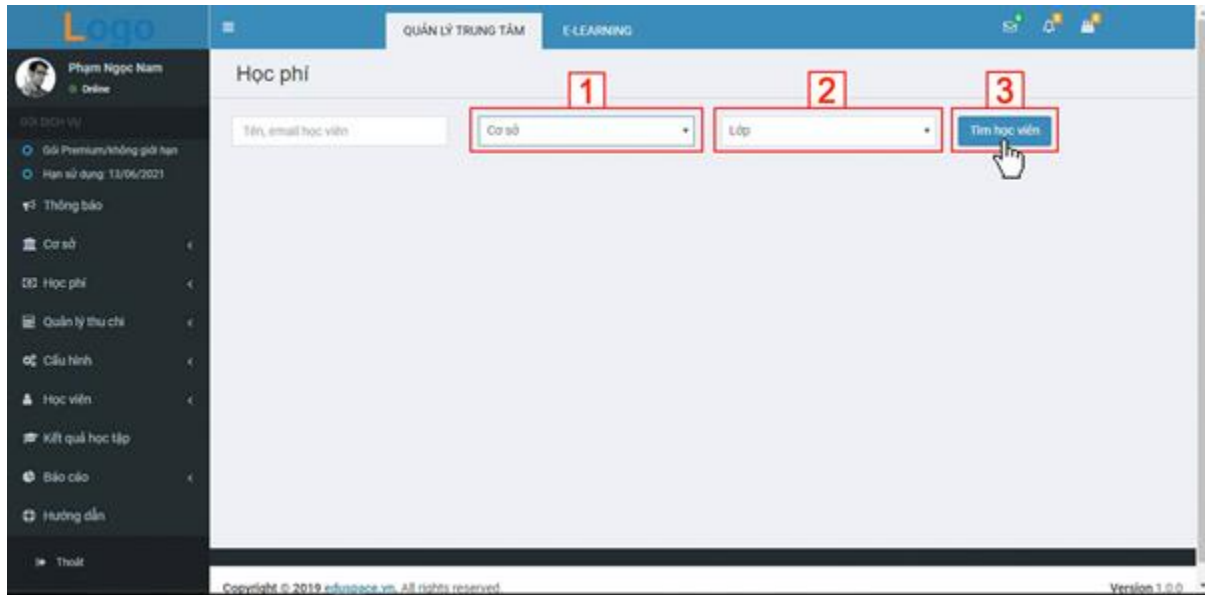 Logo
QUẢN LÝ TRUNG TÂM
E-LEARNING
Phạm Ngọc Nam
Online
Học phí
1
2
3
GÓI DỊCH VỤ
Tên, email học viên
Cơ sở
Lớp
Tìm học viên
Gói Premium/không giới hạn
Hạn sử dụng: 13/06/2021
Thông báo
Cơ sở
Học phí
Quản lý thu chi
Cấu hình
Học viên
Kết quả học tập
Báo cáo
Hướng dẫn
Thoát
Copyright © 2019 eduspace.vn. All rights reserved.
Version 1.0.0